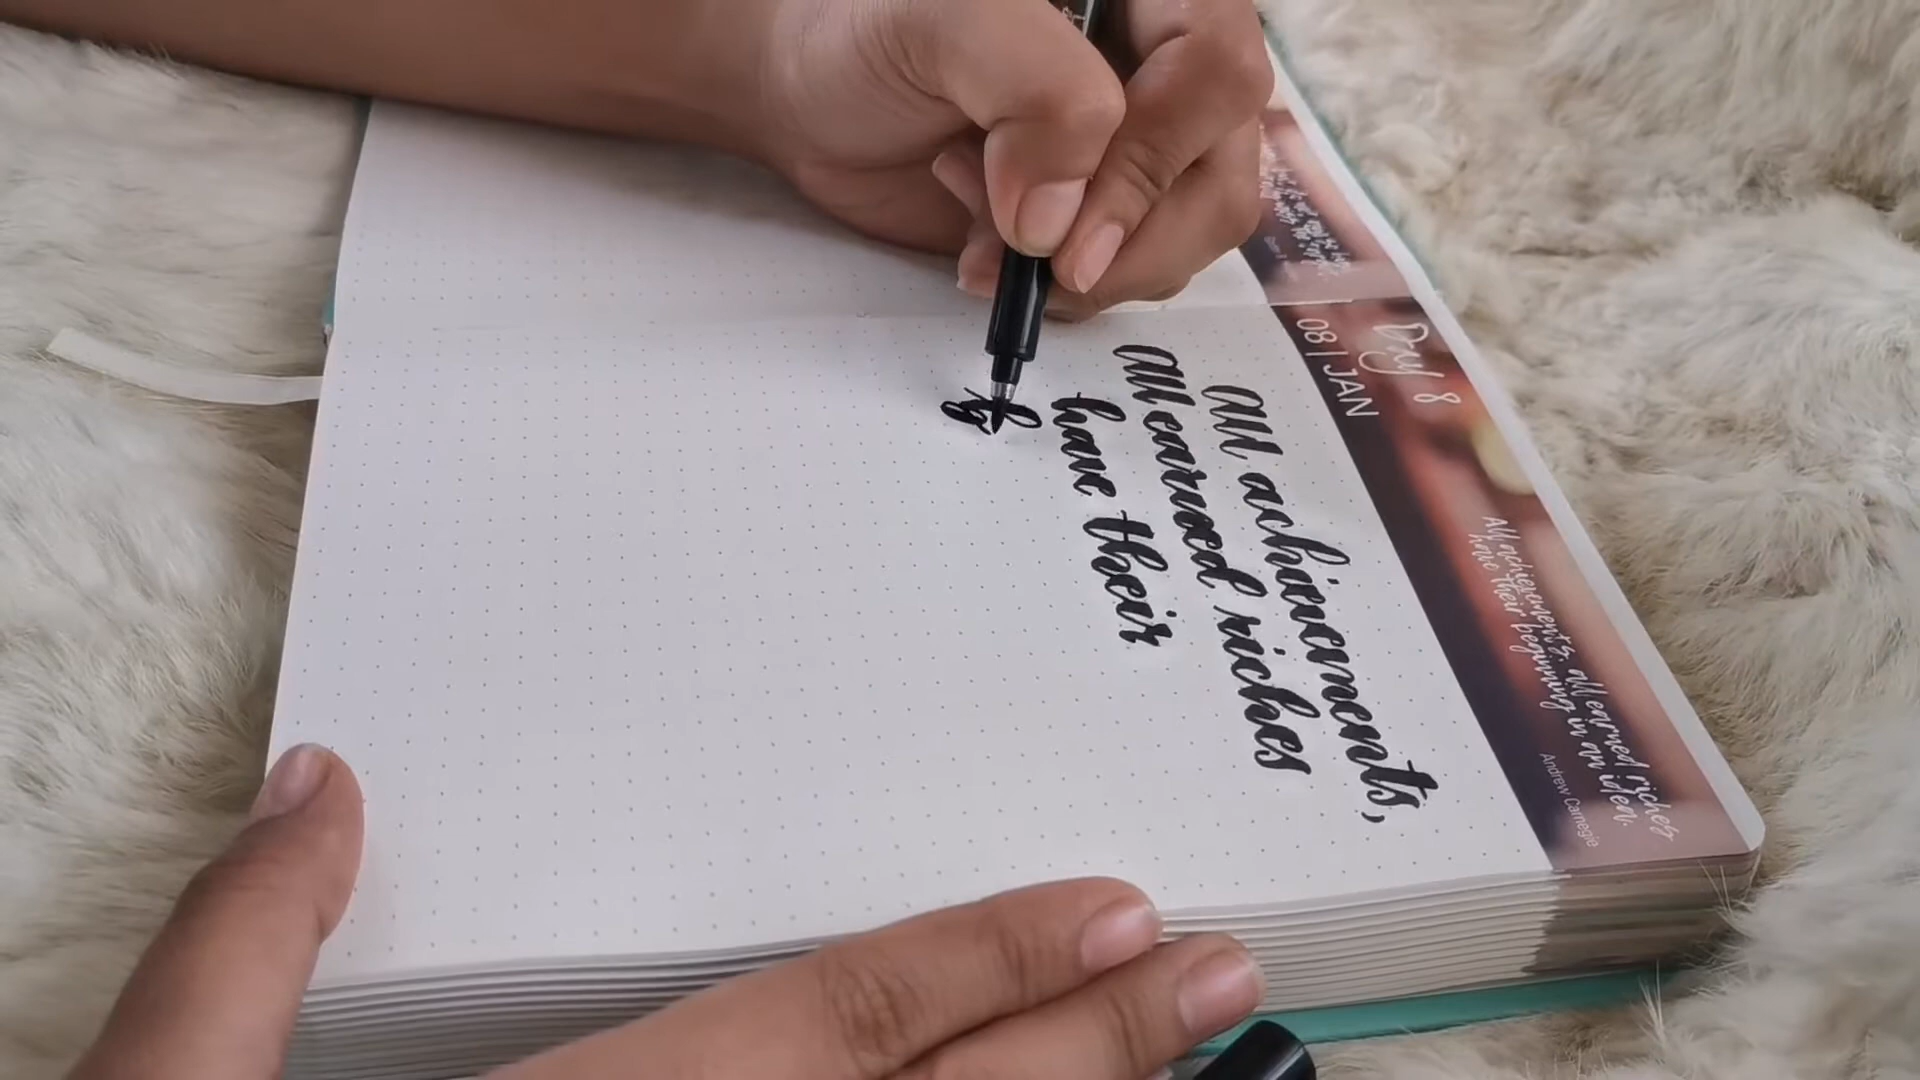 Day 8
08 | JAN
All achievements, all earned riches
have their beginning in an idea.
Andrew Carnegie
All achievements,
All earned riches
have their
b